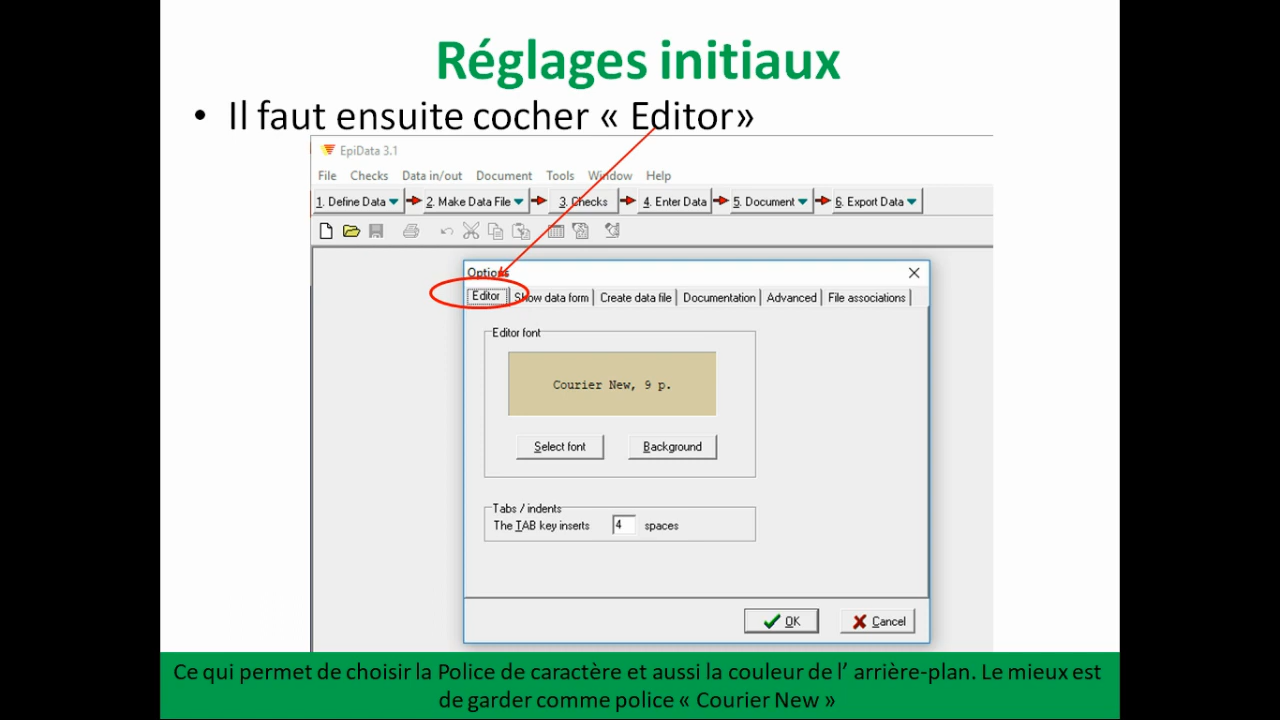 Réglages initiaux
• Il faut ensuite cocher « Editor»
EpiData 3.1
File Checks Data in/out Document Tools Window Help
1. Define Data 2. Make Data File 3. Checks 4. Enter Data 5. Document 6. Export Data
Options
Editor Show data form Create data file Documentation Advanced File associations
Editor font
Courier New, 9 p.
Select font Background
Tabs / indents
The TAB key inserts 4 spaces
OK Cancel
Ce qui permet de choisir la Police de caractère et aussi la couleur de l’ arrière-plan. Le mieux est
de garder comme police « Courier New »